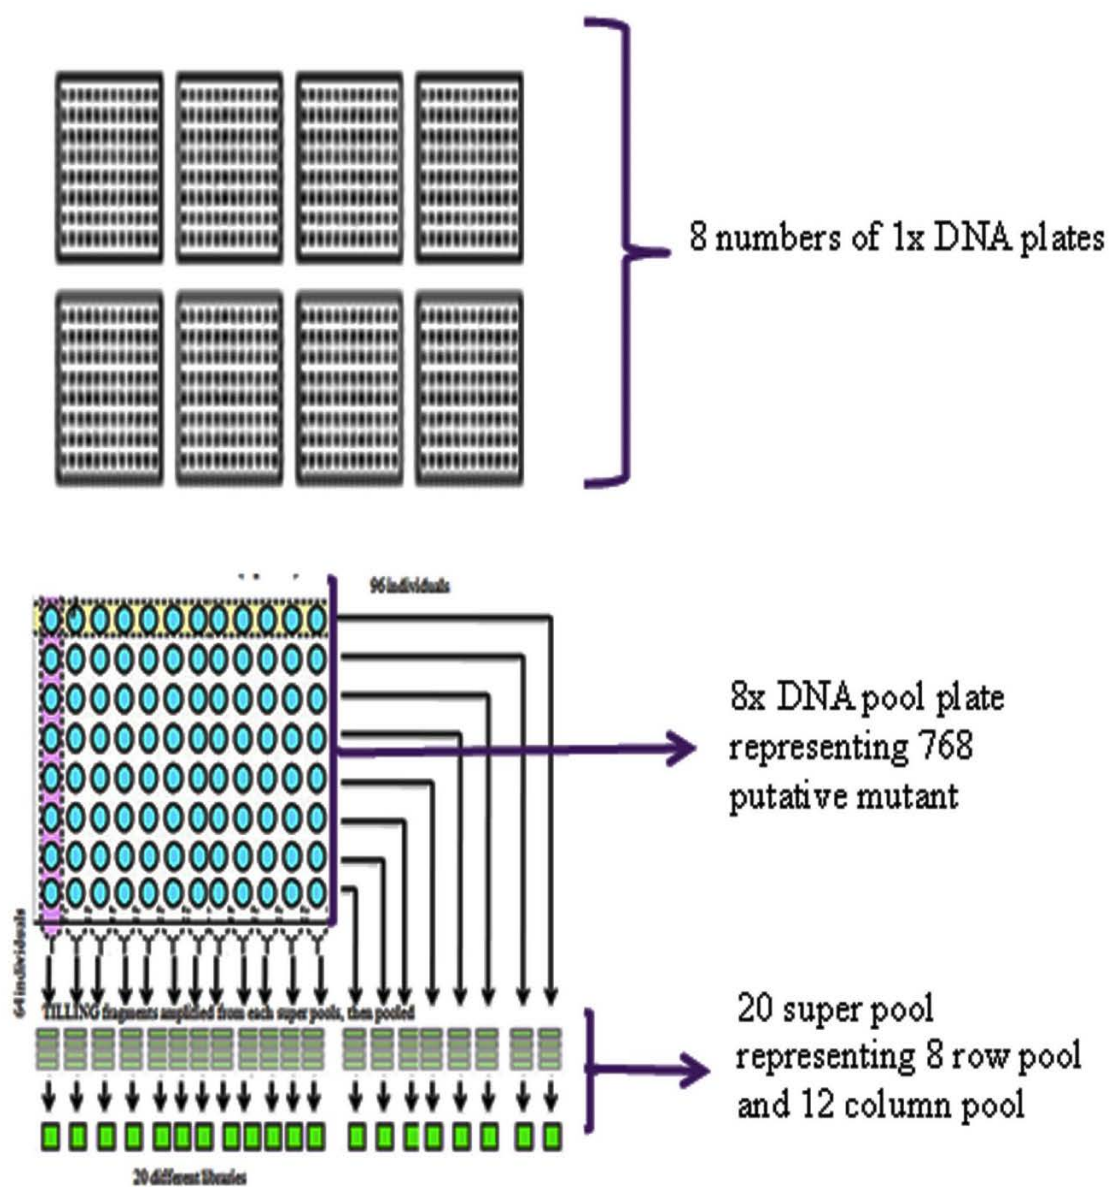 8 numbers of 1x DNA plates
96 individuals
8x DNA pool plate
representing 768
putative mutant
64 individuals
TILLING fragments amplified from each super pools, then pooled
20 super pool
representing 8 row pool
and 12 column pool
20 different libraries